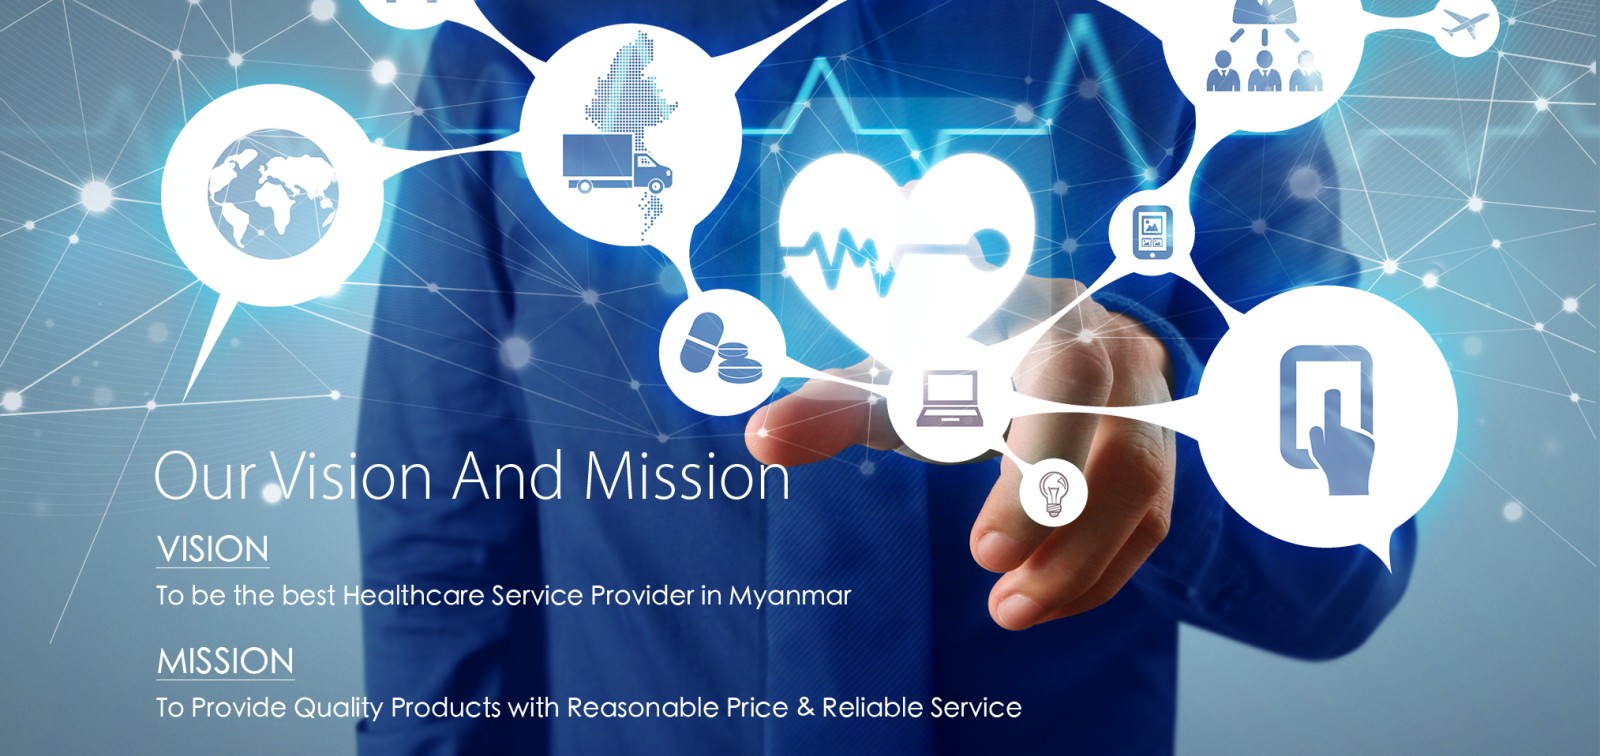 Our Vision And Mission
VISION
To be the best Healthcare Service Provider in Myanmar
MISSION
To Provide Quality Products with Reasonable Price & Reliable Service